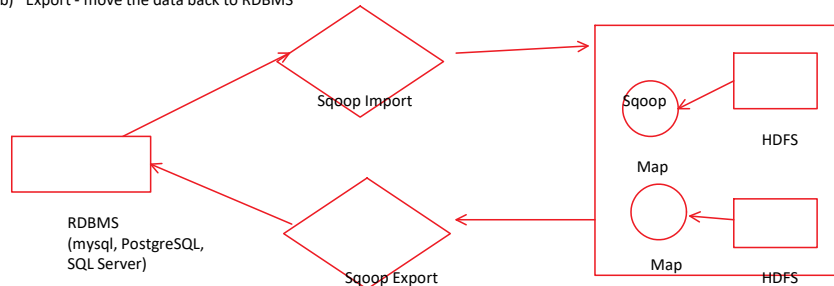 b) Export - move the data back to RDBMS
Sqoop Import
Sqoop
HDFS
Map
RDBMS
(mysql, PostgreSQL,
SQL Server)
Sqoop Export
Map
HDFS